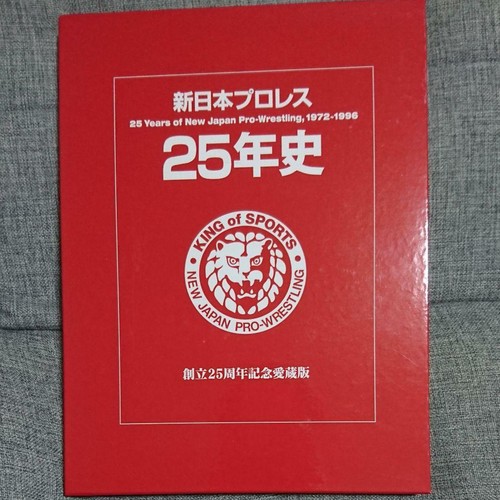 新日本プロレス
25 Years of New Japan Pro-Wrestling, 1972-1996
25年史
KING of SPORTS
NEW JAPAN PRO-WRESTLING
創立25周年記念愛蔵版